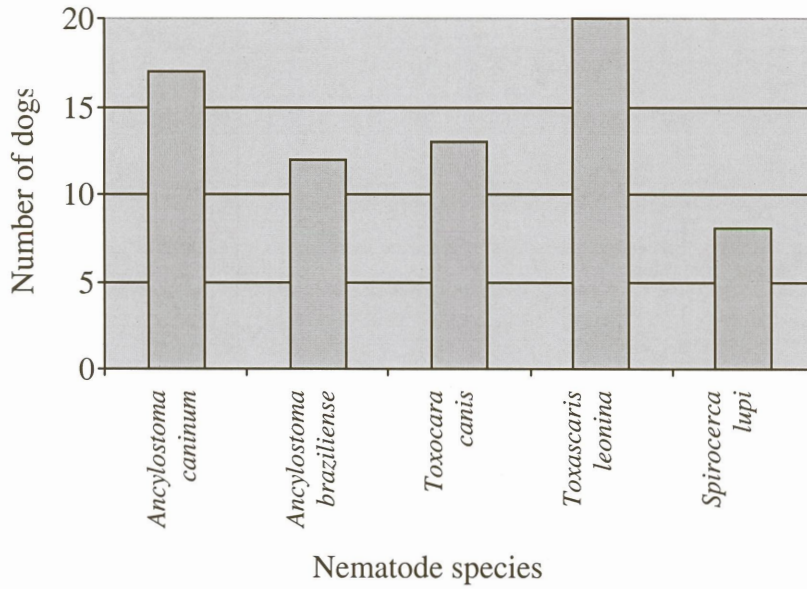 Number of dogs
20
15
10
5
0
Ancylostoma
caninum
Ancylostoma
braziliense
Toxocara
canis
Toxascaris
leonina
Spirocerca
lupi
Nematode species